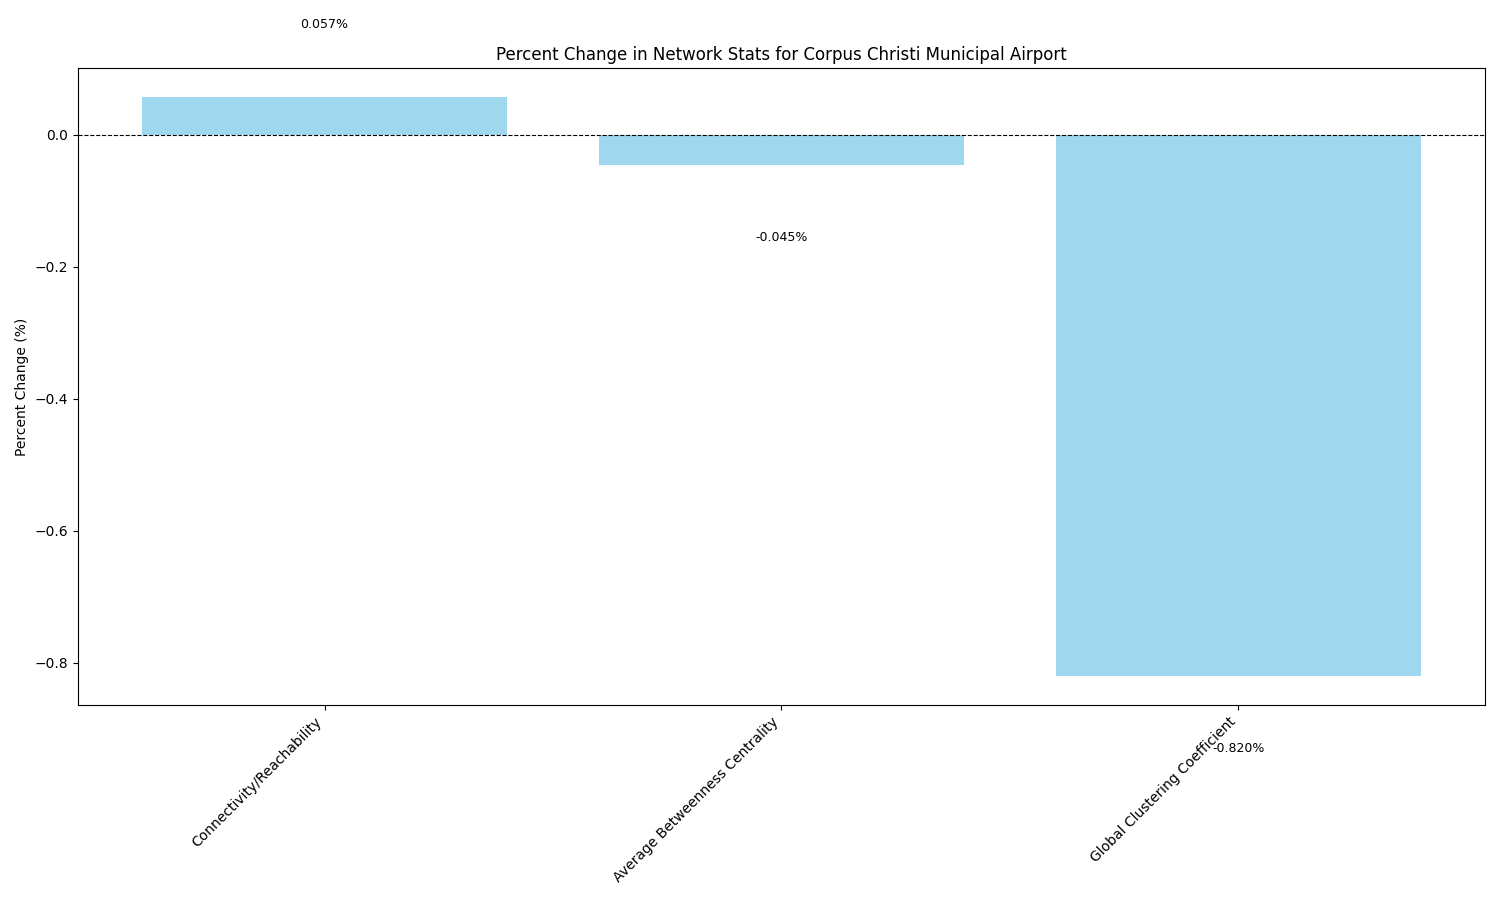 0.057%
Percent Change in Network Stats for Corpus Christi Municipal Airport
0.0
−0.2
−0.4
−0.6
−0.8
Percent Change (%)
-0.045%
-0.820%
Connectivity/Reachability
Average Betweenness Centrality
Global Clustering Coefficient